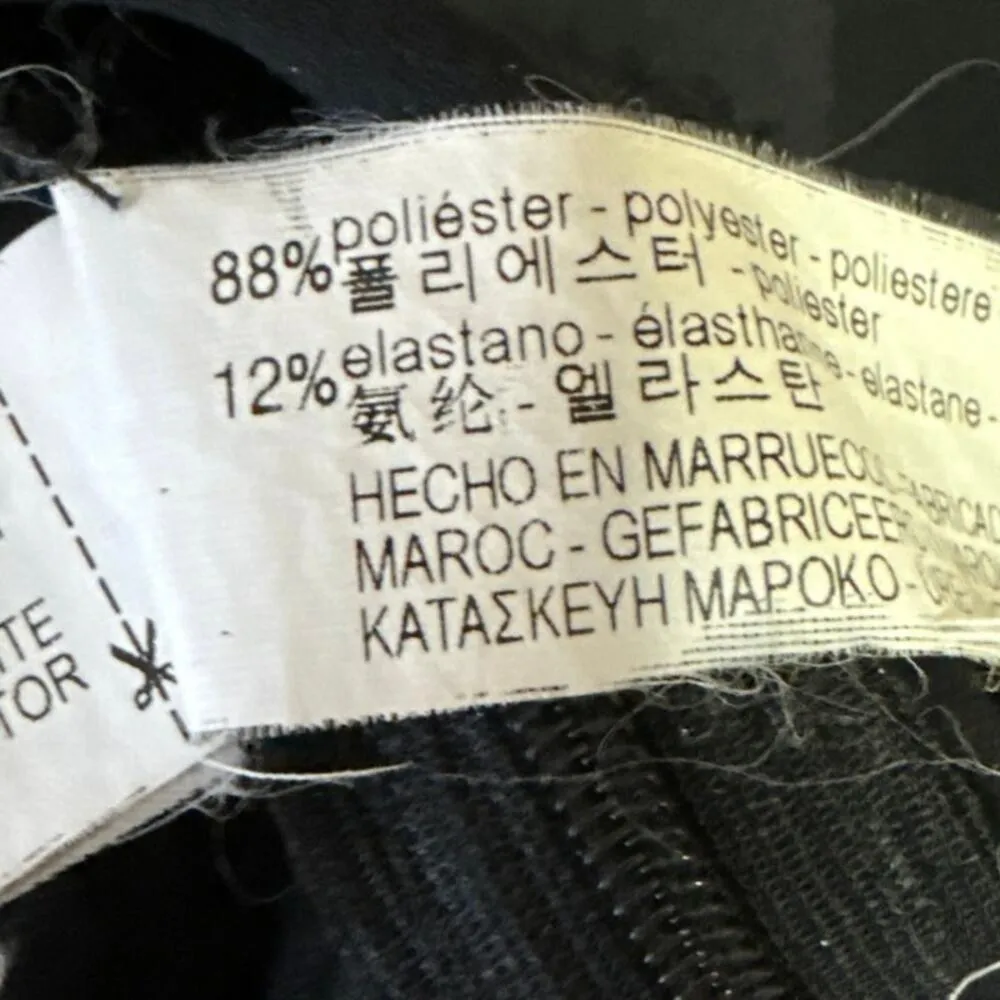 88% poliéster - polyester - poliestere
폴리에스터 - poliester
12% elastano - élasthanne - elastane -
氨纶 - 엘라스탄
HECHO EN MARRUECOS
MAROC - GEFABRICEERD
ΚΑΤΑΣΚΕΥΗ ΜΑΡΟΚΟ -
ITE
TOR